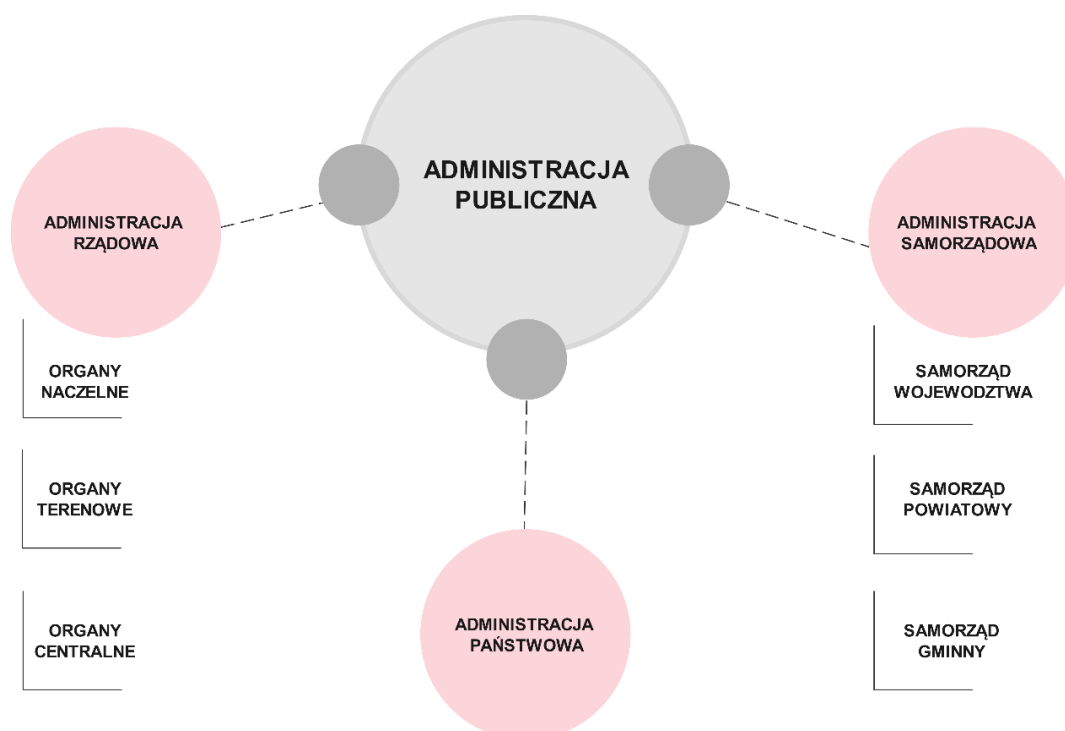 ADMINISTRACJA
PUBLICZNA
ADMINISTRACJA
RZĄDOWA
ORGANY
NACZELNE
ORGANY
TERENOWE
ORGANY
CENTRALNE
ADMINISTRACJA
PAŃSTWOWA
ADMINISTRACJA
SAMORZĄDOWA
SAMORZĄD
WOJEWODZTWA
SAMORZĄD
POWIATOWY
SAMORZĄD
GMINNY